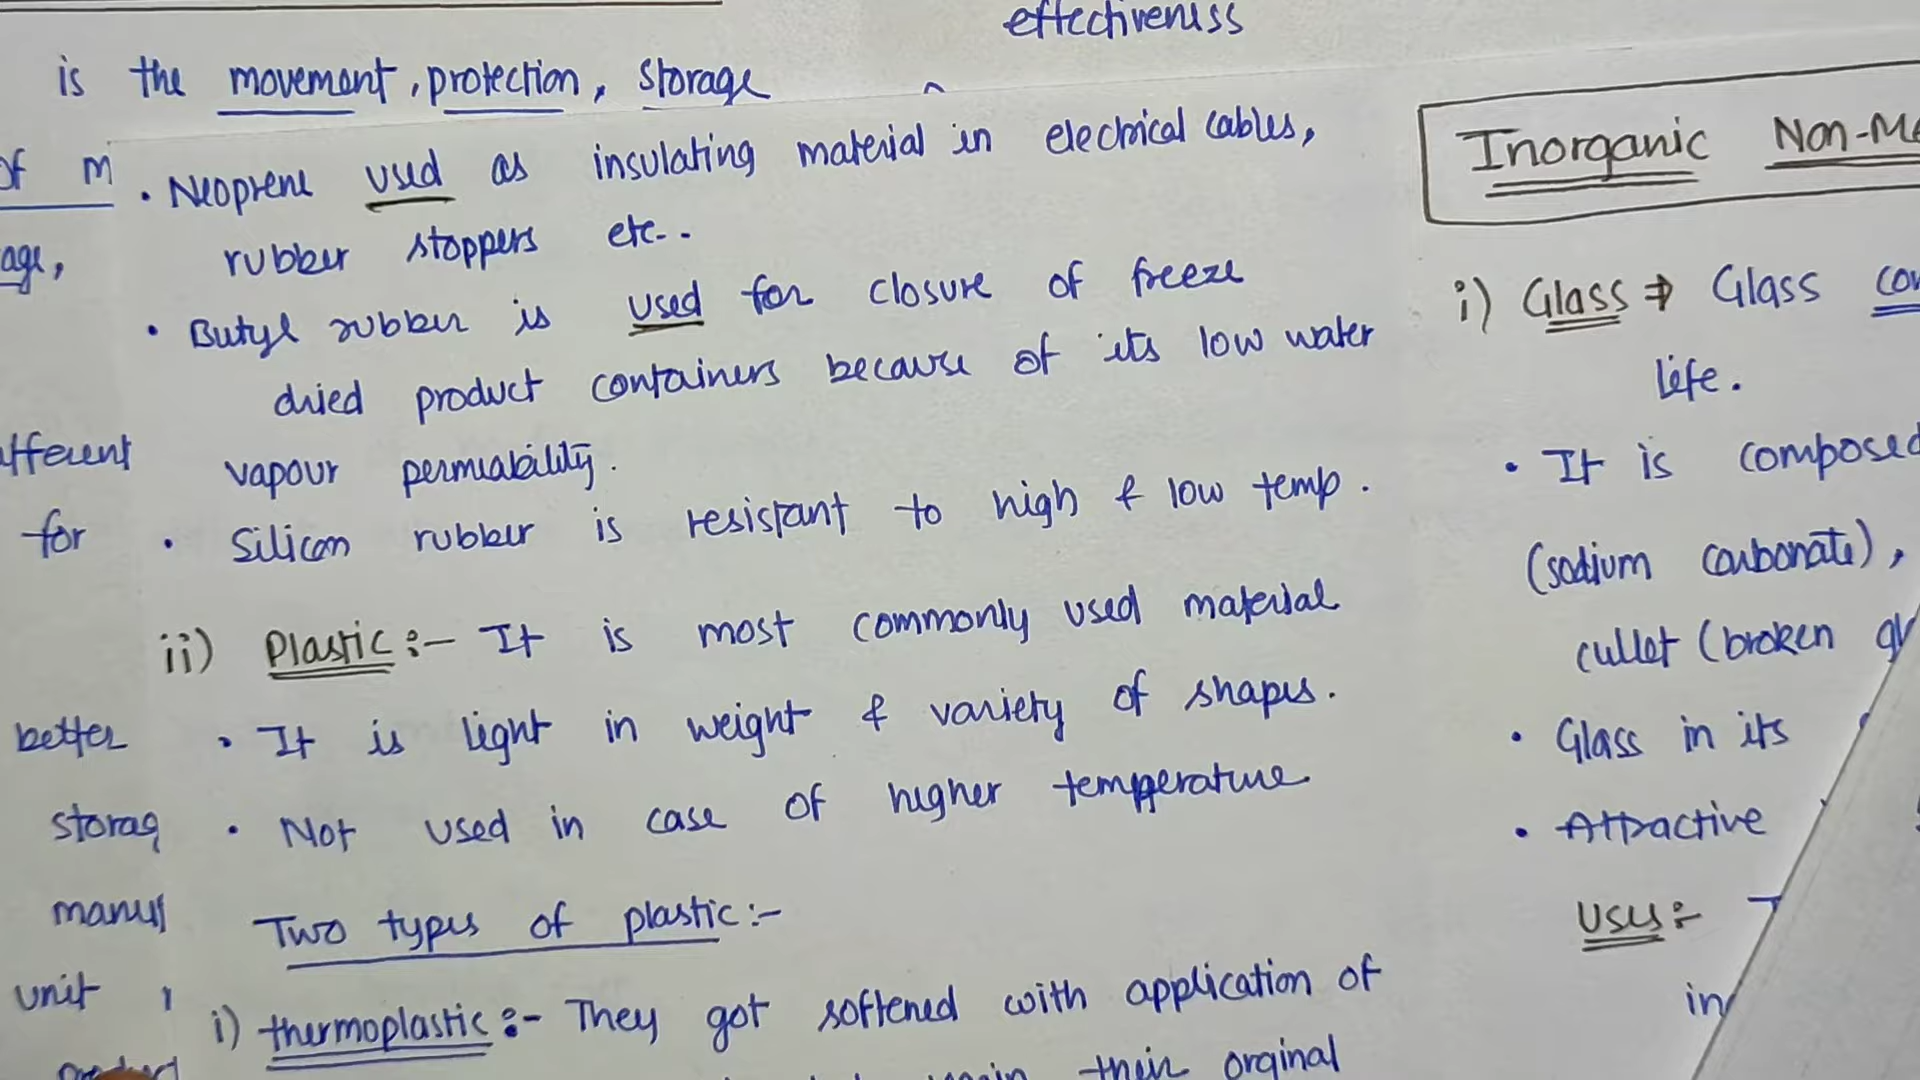 effectiveness
is the movement, protection, storage
of m
age,
• Neoprene used as insulating material in electrical cables,
rubber stoppers etc..
• Butyl rubber is used for closure of freeze
dried product containers because of its low water
vapour permeability.
• Silicon rubber is resistant to high & low temp.
ii) Plastic :- It is most commonly used material
• It is light in weight & variety of shapes.
• Not used in case of higher temperature
Two types of plastic :-
i) thermoplastic :- They got softened with application of
their orginal
for
better
storag
manuf
unit
Inorganic Non-Me
i) Glass ⇒ Glass con
life.
• It is composed
(sodium carbonate),
cullet (broken gl
• Glass in its
• Attractive
Uses :-
in